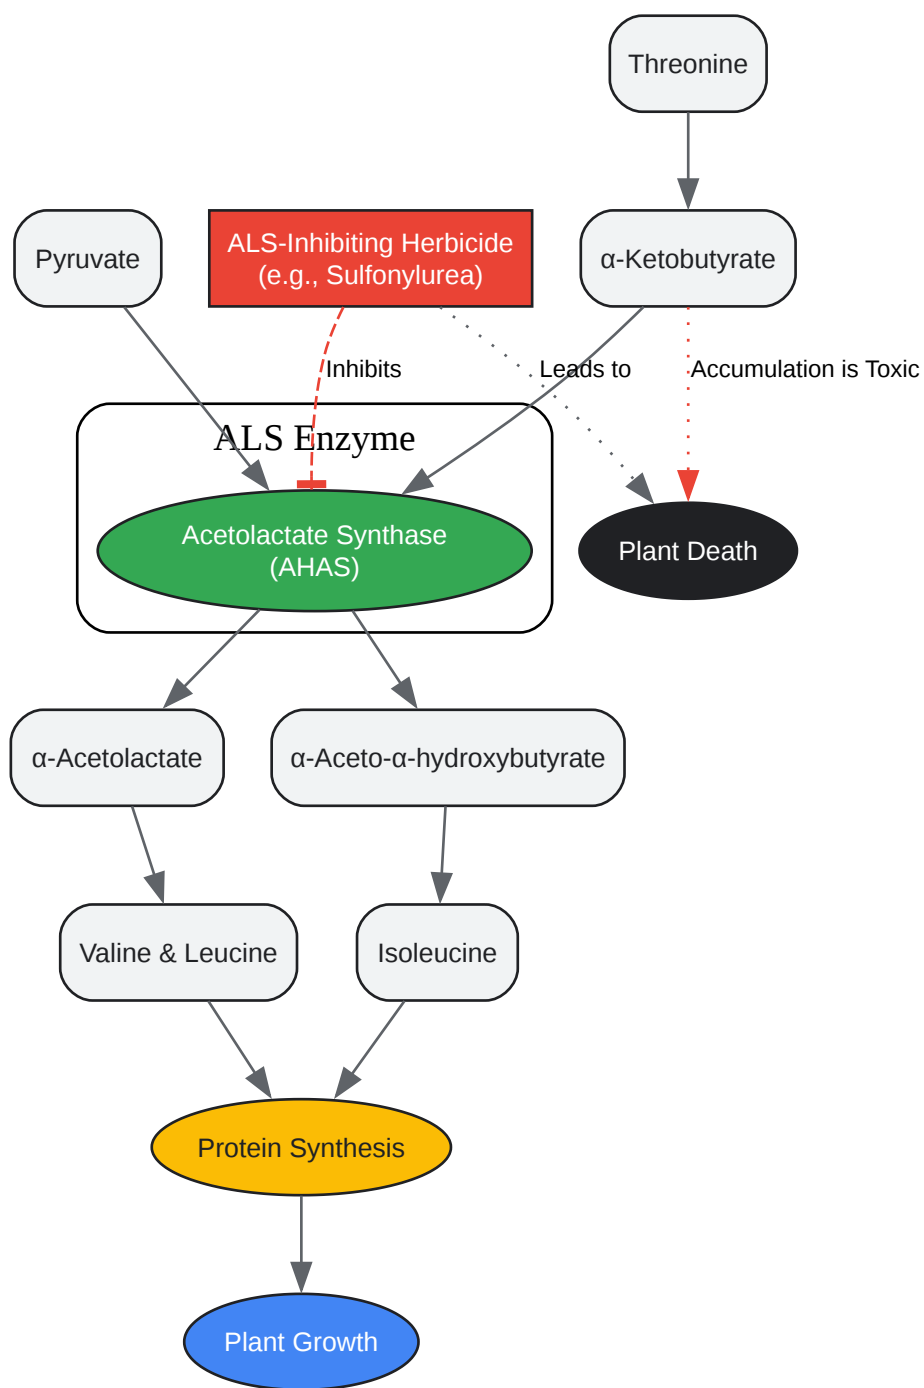 Threonine
Pyruvate
ALS-Inhibiting Herbicide
(e.g., Sulfonylurea)
α-Ketobutyrate
Inhibits
Leads to
Accumulation is Toxic
ALS Enzyme
Acetolactate Synthase
(AHAS)
Plant Death
α-Acetolactate
α-Aceto-α-hydroxybutyrate
Valine & Leucine
Isoleucine
Protein Synthesis
Plant Growth